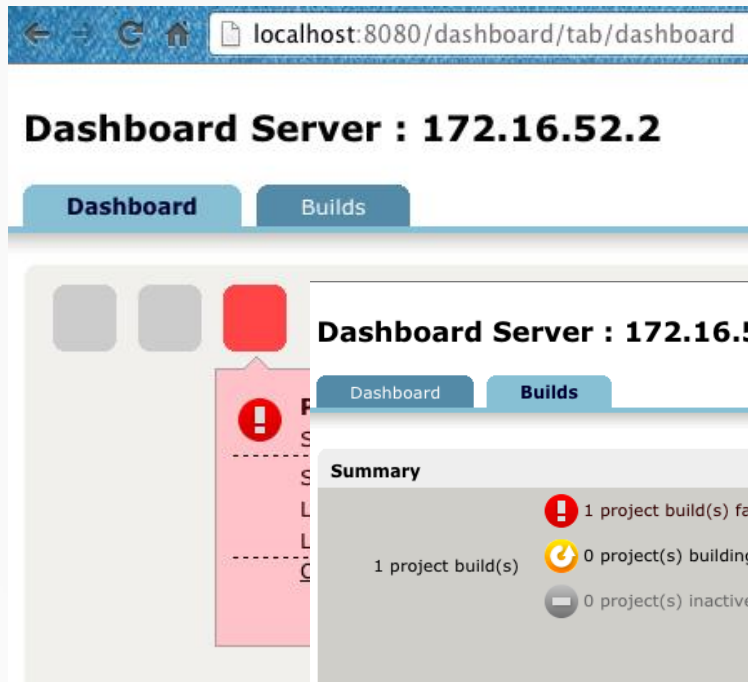 localhost:8080/dashboard/tab/dashboard
Dashboard Server : 172.16.52.2
Dashboard
Builds
Dashboard Server : 172.16.
Dashboard
Builds
Summary
1 project build(s)
1 project build(s) fa
0 project(s) building
0 project(s) inactive